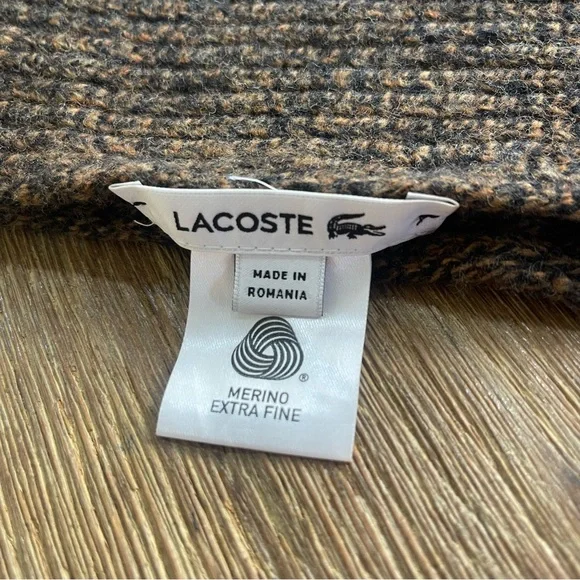 LACOSTE
MADE IN
ROMANIA
®
MERINO
EXTRA FINE